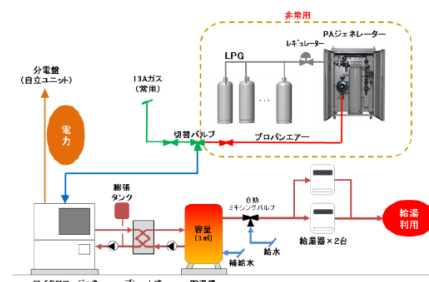 非常用
PAジェネレーター
レギュレーター
LPG
分電盤
(自立ユニット)
13Aガス
(常用)
切替バルブ
プロパンエアー
電力
膨張
タンク
容量
[3㎥]
自動
ミキシングバルブ
給水
補給水
給湯器×2台
給湯
利用